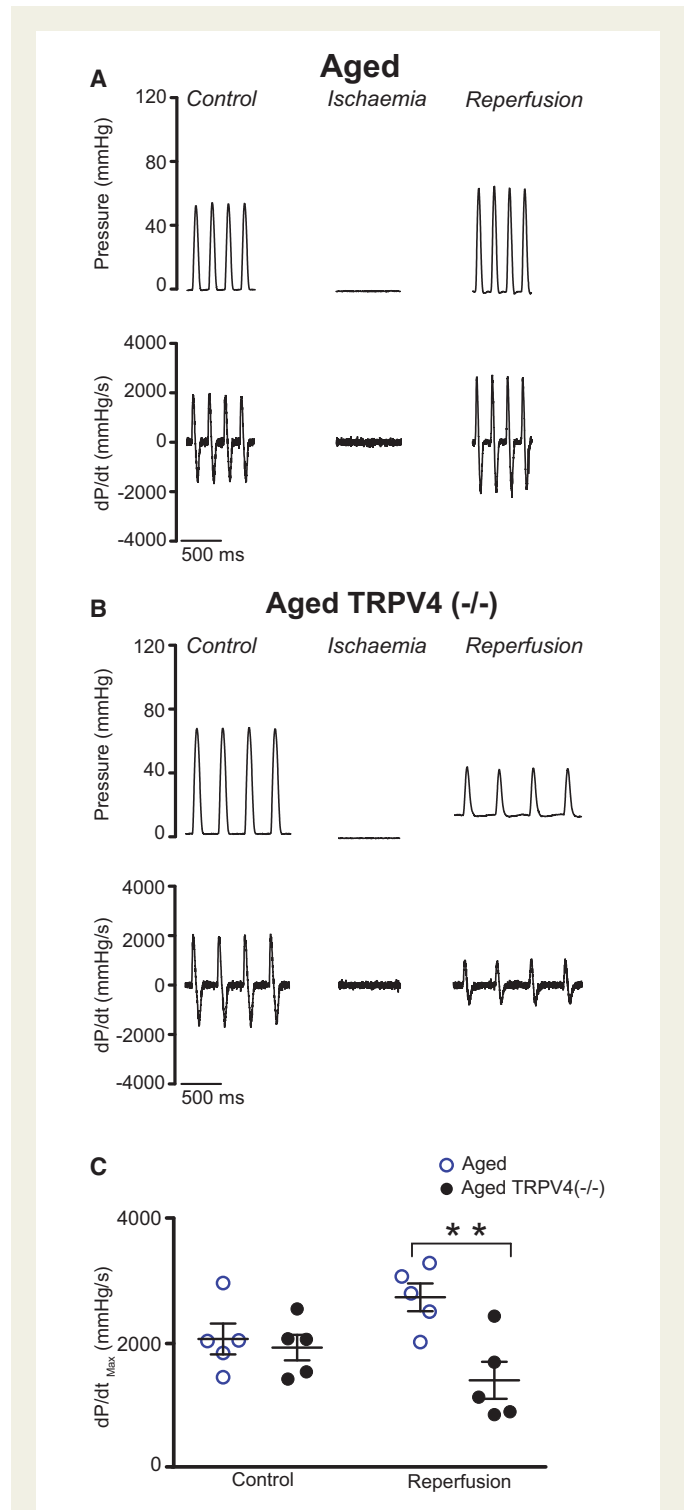 A
Aged
Control Ischaemia Reperfusion
120
80
40
0
Pressure (mmHg)
4000
2000
0
-2000
-4000
dP/dt (mmHg/s)
500 ms
B
Aged TRPV4 (-/-)
Control Ischaemia Reperfusion
120
80
40
0
Pressure (mmHg)
4000
2000
0
-2000
-4000
dP/dt (mmHg/s)
500 ms
C
Aged
Aged TRPV4(-/-)
4000
2000
0
dP/dt Max (mmHg/s)
* *
Control Reperfusion